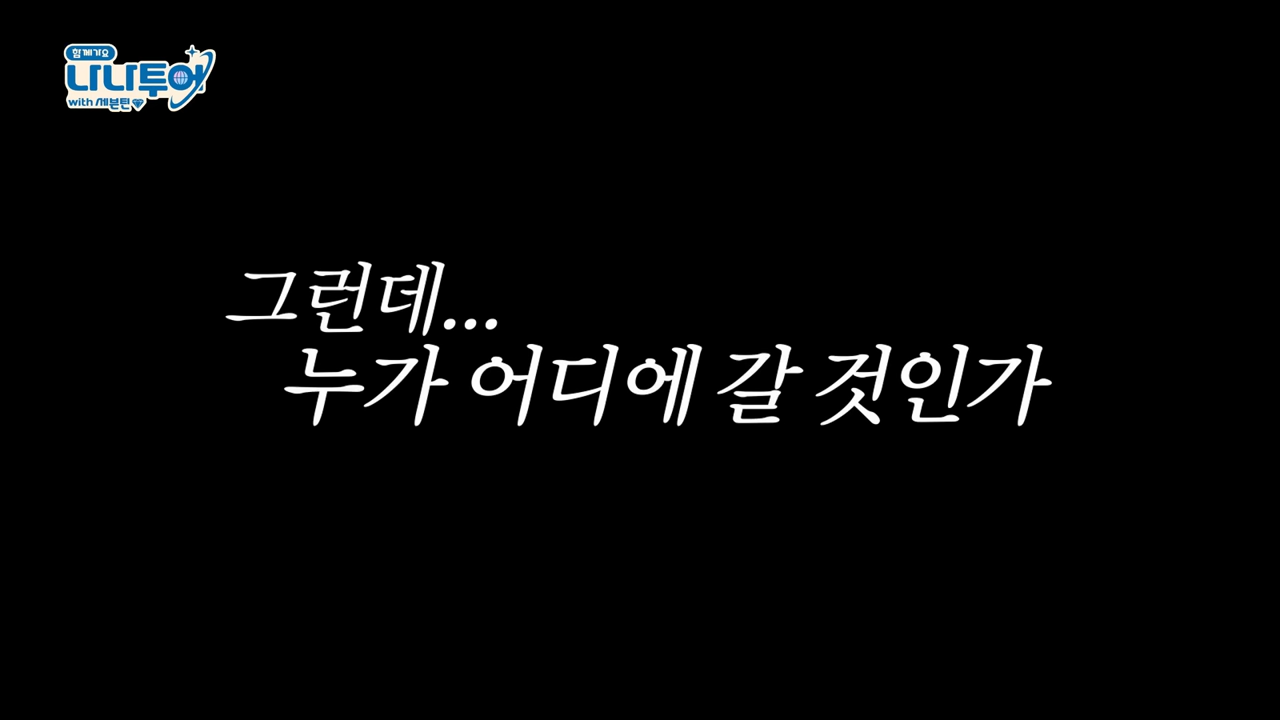 함께가요
나나투어
with 세븐틴
그런데...
누가 어디에 갈 것인가